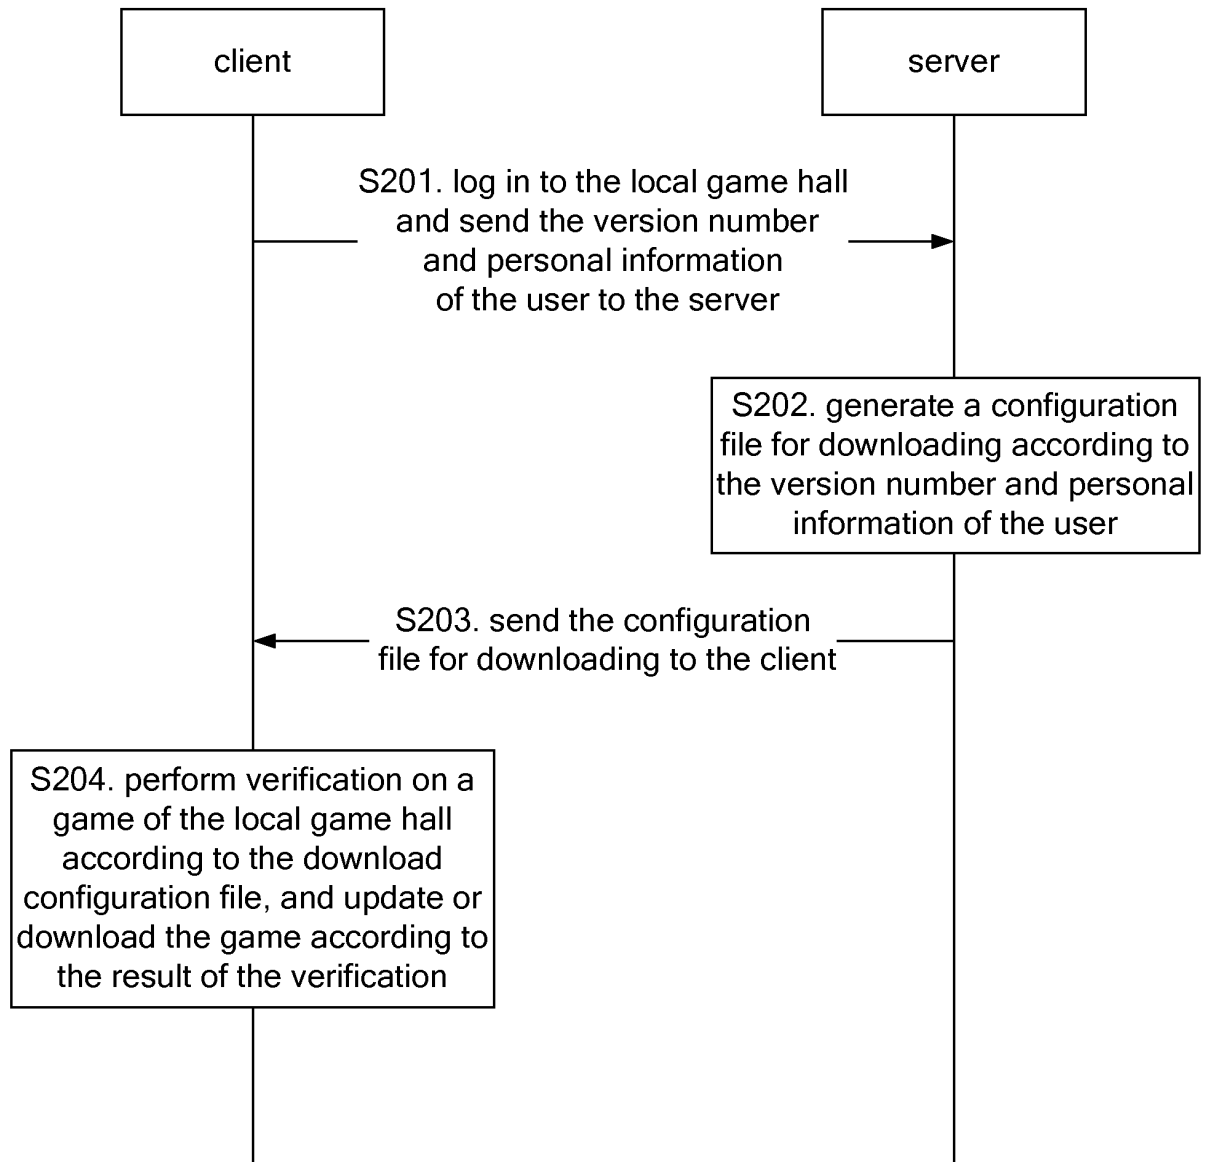 client
server
S201. log in to the local game hall
and send the version number
and personal information
of the user to the server
S202. generate a configuration
file for downloading according to
the version number and personal
information of the user
S203. send the configuration
file for downloading to the client
S204. perform verification on a
game of the local game hall
according to the download
configuration file, and update or
download the game according to
the result of the verification